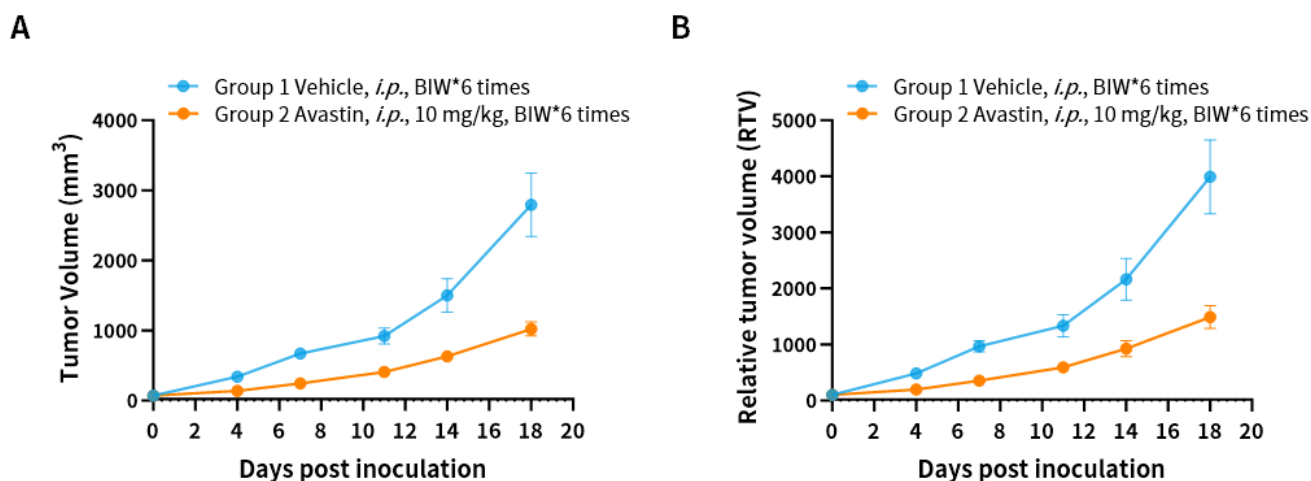 A
Group 1 Vehicle, i.p., BIW*6 times
Group 2 Avastin, i.p., 10 mg/kg, BIW*6 times
Tumor Volume (mm³)
4000
3000
2000
1000
0
0 2 4 6 8 10 12 14 16 18 20
Days post inoculation
B
Group 1 Vehicle, i.p., BIW*6 times
Group 2 Avastin, i.p., 10 mg/kg, BIW*6 times
Relative tumor volume (RTV)
5000
4000
3000
2000
1000
0
0 2 4 6 8 10 12 14 16 18 20
Days post inoculation